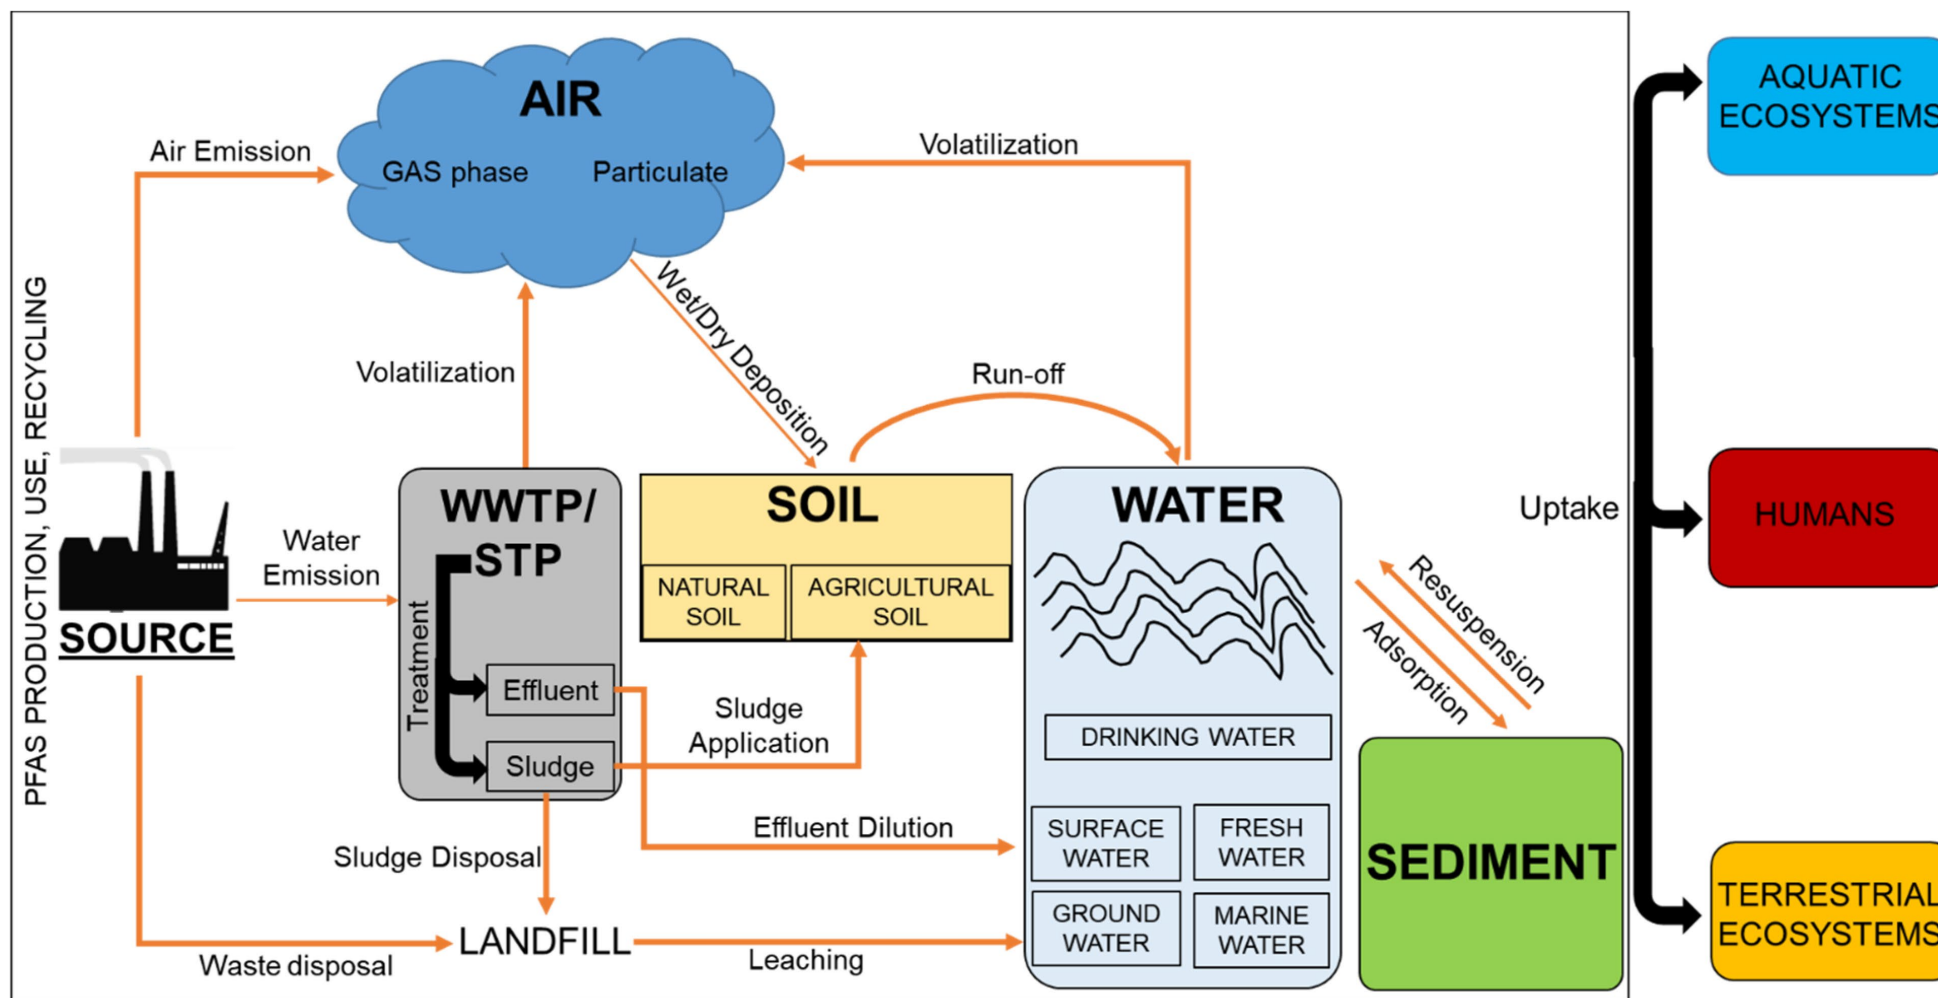 PFAS PRODUCTION, USE, RECYCLING
AIR
GAS phase
Particulate
Air Emission
Volatilization
Volatilization
Wet/Dry Deposition
Run-off
SOURCE
Water
Emission
WWTP/
STP
Treatment
Effluent
Sludge
SOIL
NATURAL
SOIL
AGRICULTURAL
SOIL
Sludge
Application
Effluent Dilution
Sludge Disposal
LANDFILL
Waste disposal
Leaching
WATER
DRINKING WATER
SURFACE
WATER
FRESH
WATER
GROUND
WATER
MARINE
WATER
Resuspension
Adsorption
SEDIMENT
Uptake
AQUATIC
ECOSYSTEMS
HUMANS
TERRESTRIAL
ECOSYSTEMS